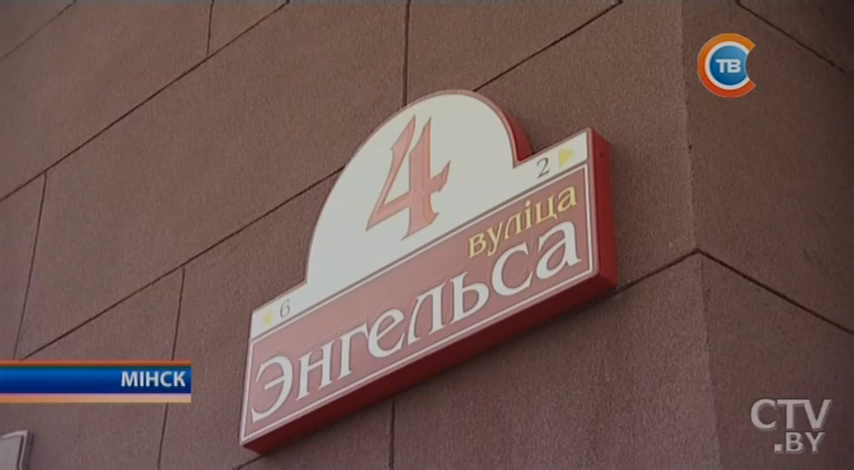 ТВ
4
2
вуліца
6
Энгельса
МІНСК
CTV
.BY